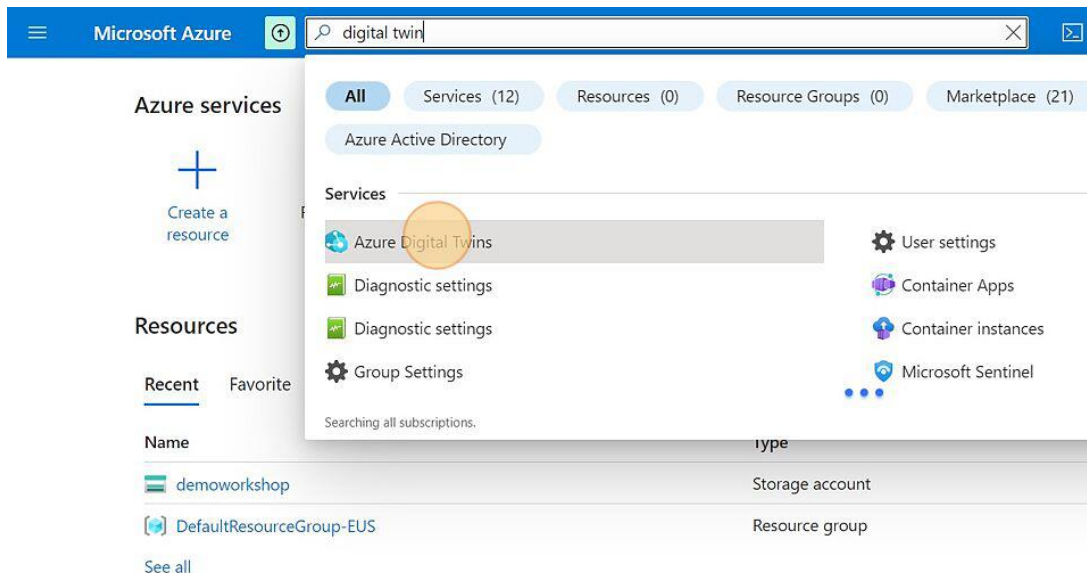 Microsoft Azure
digital twin
All Services (12) Resources (0) Resource Groups (0) Marketplace (21)
Azure Active Directory
Azure services
Create a
resource
Services
Azure Digital Twins
User settings
Diagnostic settings
Container Apps
Diagnostic settings
Container instances
Group Settings
Microsoft Sentinel
Searching all subscriptions.
Resources
Recent Favorite
Name Type
demoworkshop Storage account
DefaultResourceGroup-EUS Resource group
See all